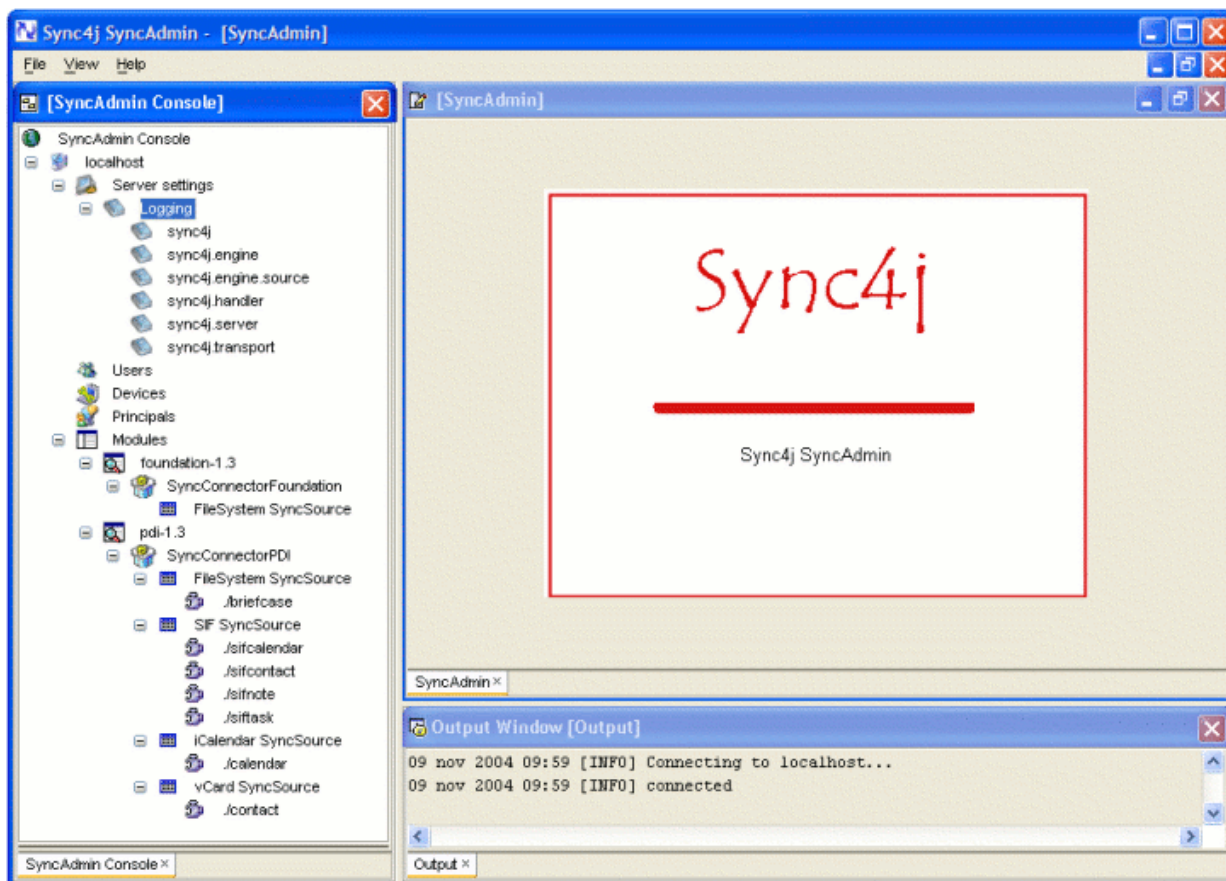 Sync4j SyncAdmin - [SyncAdmin]
File View Help
[SyncAdmin Console]
SyncAdmin Console
localhost
Server settings
Logging
sync4j
sync4j.engine
sync4j.engine.source
sync4j.handler
sync4j.server
sync4j.transport
Users
Devices
Principals
Modules
foundation-1.3
SyncConnectorFoundation
FileSystem SyncSource
pdi-1.3
SyncConnectorPDI
FileSystem SyncSource
./briefcase
SIF SyncSource
./sifcalendar
./sifcontact
./sifnote
./siftask
iCalendar SyncSource
./calendar
vCard SyncSource
./contact
SyncAdmin Console
[SyncAdmin]
Sync4j
Sync4j SyncAdmin
SyncAdmin
Output Window [Output]
09 nov 2004 09:59 [INFO] Connecting to localhost...
09 nov 2004 09:59 [INFO] connected
Output